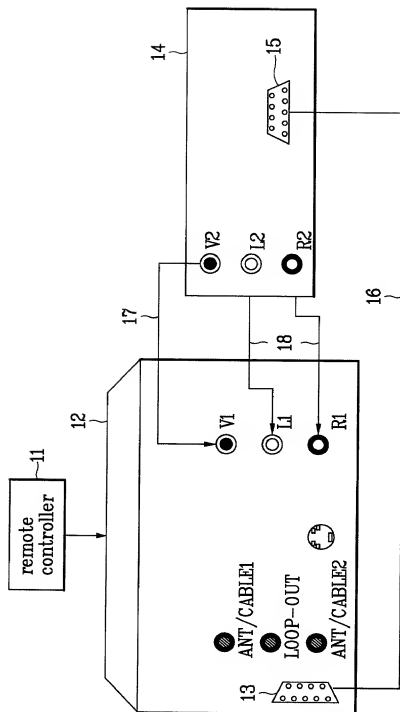 11
remote
controller
12
13
ANT/CABLE1
LOOP-OUT
ANT/CABLE2
V1
L1
R1
17
18
16
14
V2
L2
R2
15